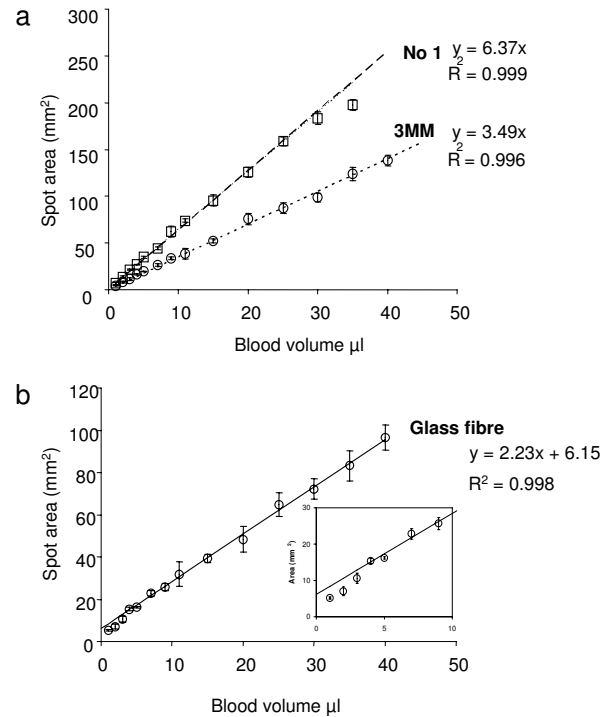 a
300
250
200
150
100
50
0
Spot area (mm²)
No 1 y = 6.37x
R² = 0.999
3MM y = 3.49x
R² = 0.996
0 10 20 30 40 50
Blood volume µl
b
120
100
80
60
40
20
0
Spot area (mm²)
Glass fibre
y = 2.23x + 6.15
R² = 0.998
30
20
10
0
Area (mm ²)
0 5 10
0 10 20 30 40 50
Blood volume µl